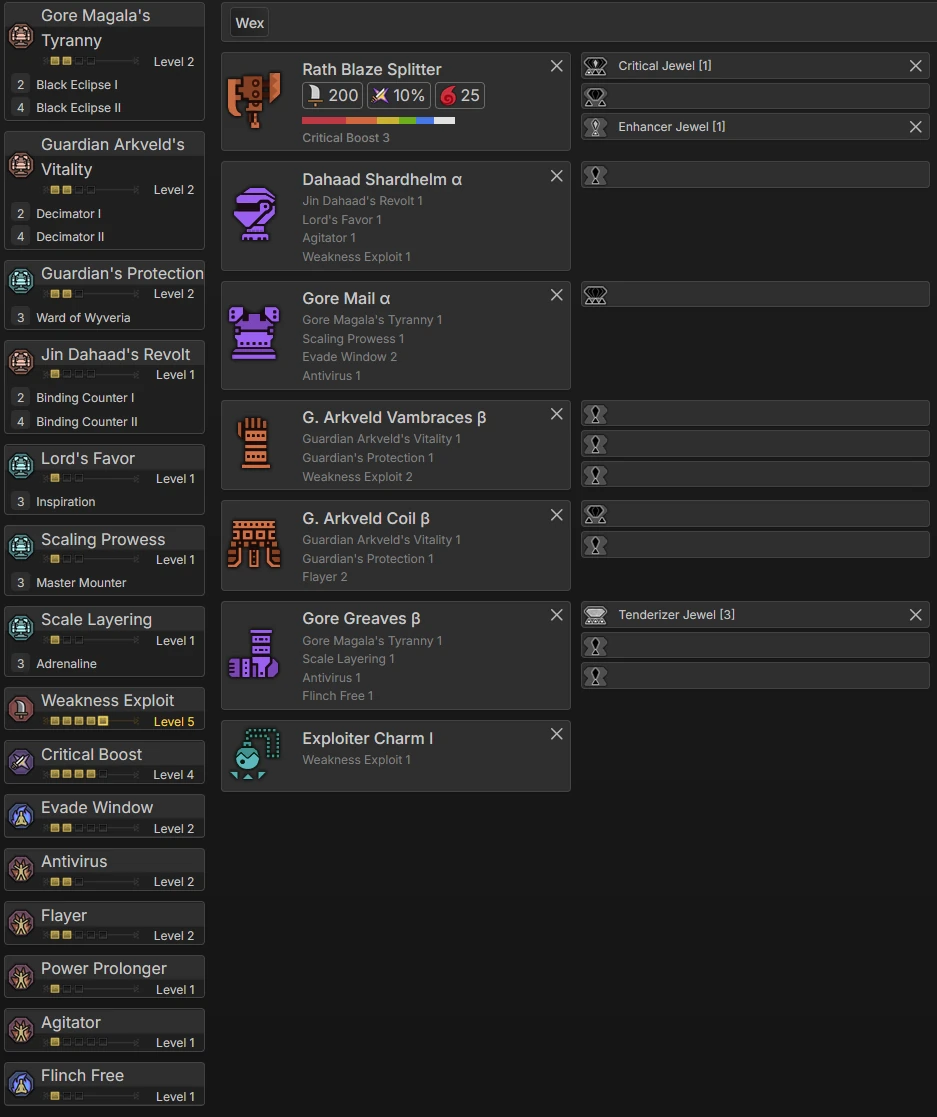 Gore Magala's
Tyranny
Level 2
2 Black Eclipse I
4 Black Eclipse II
Guardian Arkveld's
Vitality
Level 2
2 Decimator I
4 Decimator II
Guardian's Protection
Level 2
3 Ward of Wyveria
Jin Dahaad's Revolt
Level 1
2 Binding Counter I
4 Binding Counter II
Lord's Favor
Level 1
3 Inspiration
Scaling Prowess
Level 1
3 Master Mounter
Scale Layering
Level 1
3 Adrenaline
Weakness Exploit
Level 5
Critical Boost
Level 4
Evade Window
Level 2
Antivirus
Level 2
Flayer
Level 2
Power Prolonger
Level 1
Agitator
Level 1
Flinch Free
Level 1
Wex
Rath Blaze Splitter
200 10% 25
Critical Boost 3
Critical Jewel [1]
Enhancer Jewel [1]
Dahaad Shardhelm α
Jin Dahaad's Revolt 1
Lord's Favor 1
Agitator 1
Weakness Exploit 1
Gore Mail α
Gore Magala's Tyranny 1
Scaling Prowess 1
Evade Window 2
Antivirus 1
G. Arkveld Vambraces β
Guardian Arkveld's Vitality 1
Guardian's Protection 1
Weakness Exploit 2
G. Arkveld Coil β
Guardian Arkveld's Vitality 1
Guardian's Protection 1
Flayer 2
Gore Greaves β
Gore Magala's Tyranny 1
Scale Layering 1
Antivirus 1
Flinch Free 1
Tenderizer Jewel [3]
Exploiter Charm I
Weakness Exploit 1